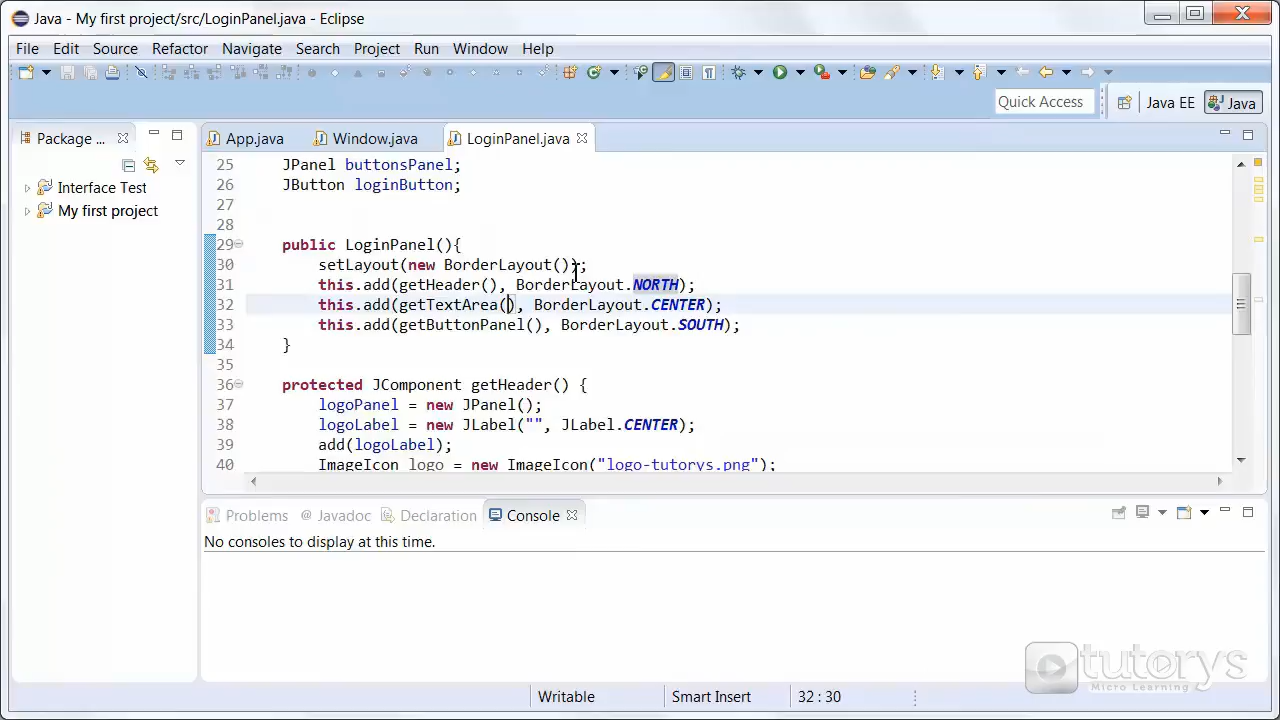 Java - My first project/src/LoginPanel.java - Eclipse
File Edit Source Refactor Navigate Search Project Run Window Help
Quick Access Java EE Java
Package ... App.java Window.java LoginPanel.java
Interface Test
My first project
25 JPanel buttonsPanel;
26 JButton loginButton;
27
28
29 public LoginPanel(){
30 setLayout(new BorderLayout());
31 this.add(getHeader(), BorderLayout.NORTH);
32 this.add(getTextArea(), BorderLayout.CENTER);
33 this.add(getButtonPanel(), BorderLayout.SOUTH);
34 }
35
36 protected JComponent getHeader() {
37 logoPanel = new JPanel();
38 logoLabel = new JLabel("", JLabel.CENTER);
39 add(logoLabel);
40 ImageIcon logo = new ImageIcon("logo-tutorys.png");
Problems @ Javadoc Declaration Console
No consoles to display at this time.
tutorys
Micro Learning
Writable Smart Insert 32 : 30